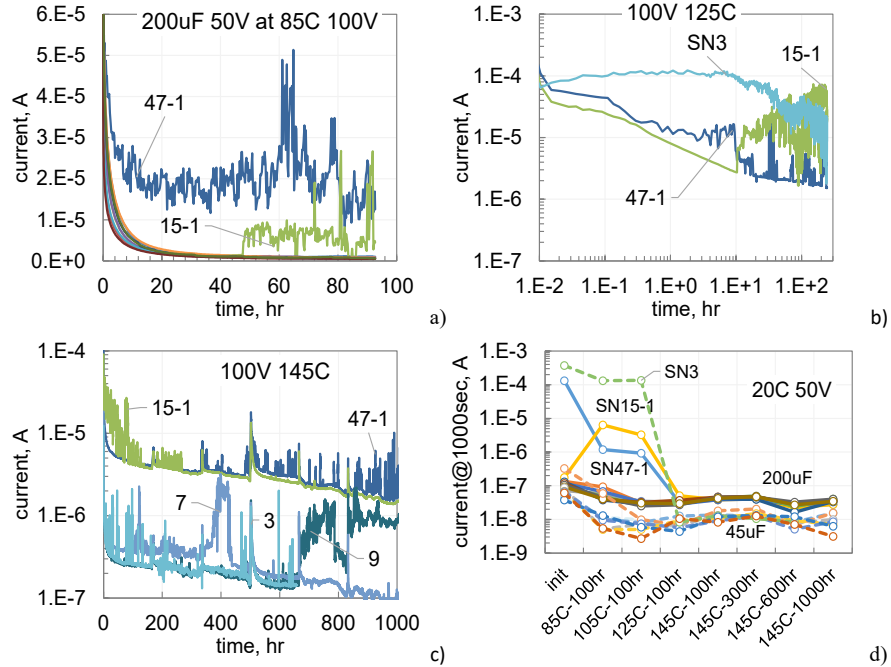 200uF 50V at 85C 100V
current, A
6.E-5
5.E-5
4.E-5
3.E-5
2.E-5
1.E-5
0.E+0
47-1
15-1
0 20 40 60 80 100
time, hr
a)
100V 125C
current, A
1.E-3
1.E-4
1.E-5
1.E-6
1.E-7
SN3
15-1
47-1
1.E-2 1.E-1 1.E+0 1.E+1 1.E+2
time, hr
b)
100V 145C
current, A
1.E-4
1.E-5
1.E-6
1.E-7
15-1
47-1
7
3
9
0 200 400 600 800 1000
time, hr
c)
20C 50V
current@1000sec, A
1.E-3
1.E-4
1.E-5
1.E-6
1.E-7
1.E-8
1.E-9
SN3
SN15-1
SN47-1
200uF
45uF
init
85C-100hr
105C-100hr
125C-100hr
145C-100hr
145C-300hr
145C-600hr
145C-1000hr
d)